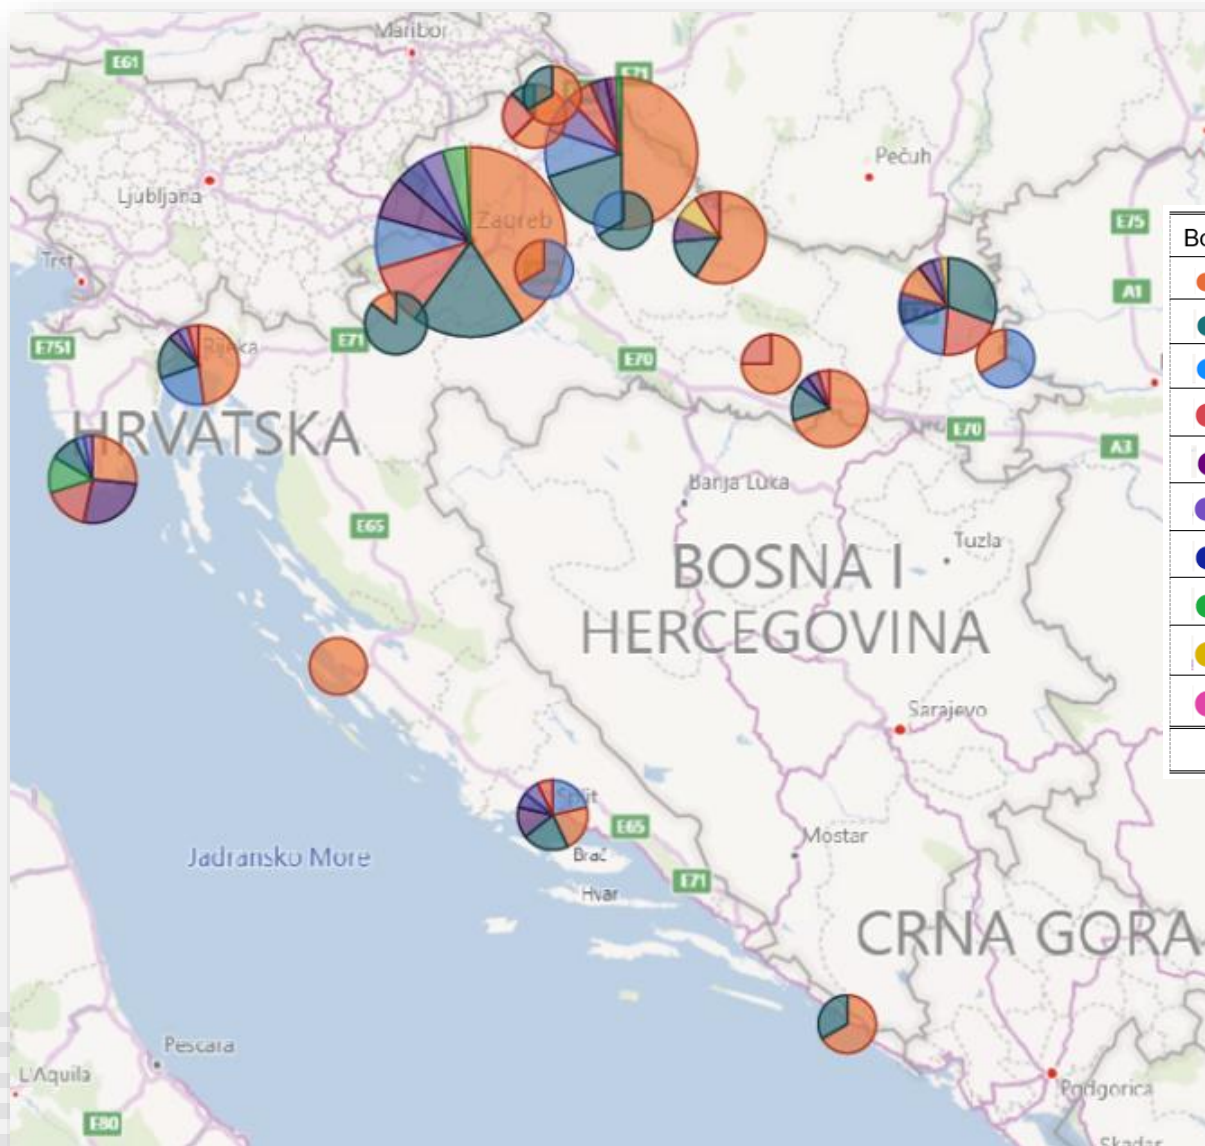 Maribor
E61
E71
Pečuh
Ljubljana
E75
Zagreb
Bo
Trst
A1
E751
Rijeka
E71
E70
HRVATSKA
E70
A3
Banja Luka
E65
Tuzla
BOSNA I
HERCEGOVINA
Sarajevo
Split
E65
Mostar
Jadransko More
Brač
E71
Hvar
CRNA GORA
Pescara
L'Aquila
Podgorica
E80
Skadar